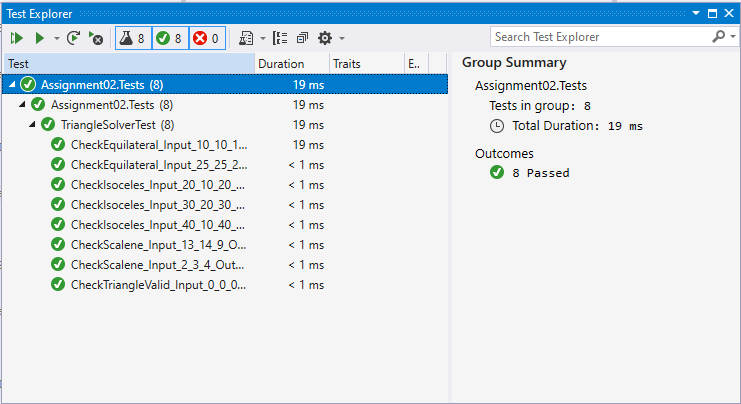 Test Explorer
8 8 0
Search Test Explorer
Test Duration Traits E..
Assignment02.Tests (8) 19 ms
Assignment02.Tests (8) 19 ms
TriangleSolverTest (8) 19 ms
CheckEquilateral_Input_10_10_1... 19 ms
CheckEquilateral_Input_25_25_2... < 1 ms
CheckIsoceles_Input_20_10_20_... < 1 ms
CheckIsoceles_Input_30_20_30_... < 1 ms
CheckIsoceles_Input_40_10_40_... < 1 ms
CheckScalene_Input_13_14_9_O... < 1 ms
CheckScalene_Input_2_3_4_Out... < 1 ms
CheckTriangleValid_Input_0_0_0... < 1 ms
Group Summary
Assignment02.Tests
Tests in group: 8
Total Duration: 19 ms
Outcomes
8 Passed